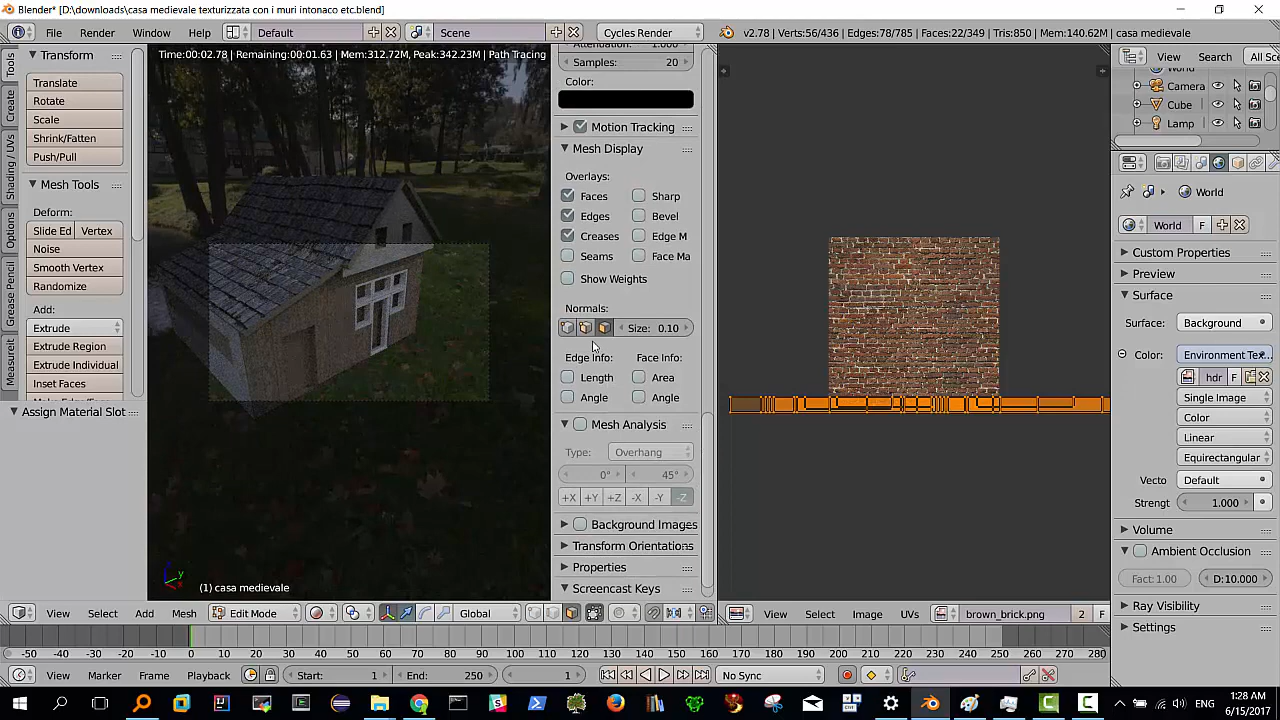 Blender* [D:\downloads\casa medievale texturizzata con i muri intonaco etc.blend]
File Render Window Help Default Scene Cycles Render v2.78 | Verts:56/436 | Edges:78/785 | Faces:22/349 | Tris:850 | Mem:140.62M | casa medievale
Tools
Create
Shading / UVs
Options
Grease Pencil
Measureit
Transform
Translate
Rotate
Scale
Shrink/Fatten
Push/Pull
Mesh Tools
Deform:
Slide Ed Vertex
Noise
Smooth Vertex
Randomize
Add:
Extrude
Extrude Region
Extrude Individual
Inset Faces
Assign Material Slot
Time:00:02.78 | Remaining:00:01.63 | Mem:312.72M, Peak:342.23M | Path Tracing
(1) casa medievale
Samples: 20
Color:
Motion Tracking
Mesh Display
Overlays:
Faces Sharp
Edges Bevel
Creases Edge M
Seams Face Ma
Show Weights
Normals:
Size: 0.10
Edge Info: Face Info:
Length Area
Angle Angle
Mesh Analysis
Type: Overhang
0° 45°
+X +Y +Z -X -Y -Z
Background Images
Transform Orientations
Properties
Screencast Keys
View Search All Sce
World
Camera
Cube
Lamp
World
World F
Custom Properties
Preview
Surface
Surface: Background
Color: Environment Tex...
hdr F
Single Image
Color
Linear
Equirectangular
Vecto Default
Strengt 1.000
Volume
Ambient Occlusion
Fact: 1.00 D: 10.000
Ray Visibility
Settings
View Select Add Mesh Edit Mode Global
View Select Image UVs brown_brick.png 2 F
-50 -40 -30 -20 -10 0 10 20 30 40 50 60 70 80 90 100 110 120 130 140 150 160 170 180 190 200 210 220 230 240 250 260 270 280
View Marker Frame Playback Start: 1 End: 250 1 No Sync
ENG
1:28 AM
6/15/2017